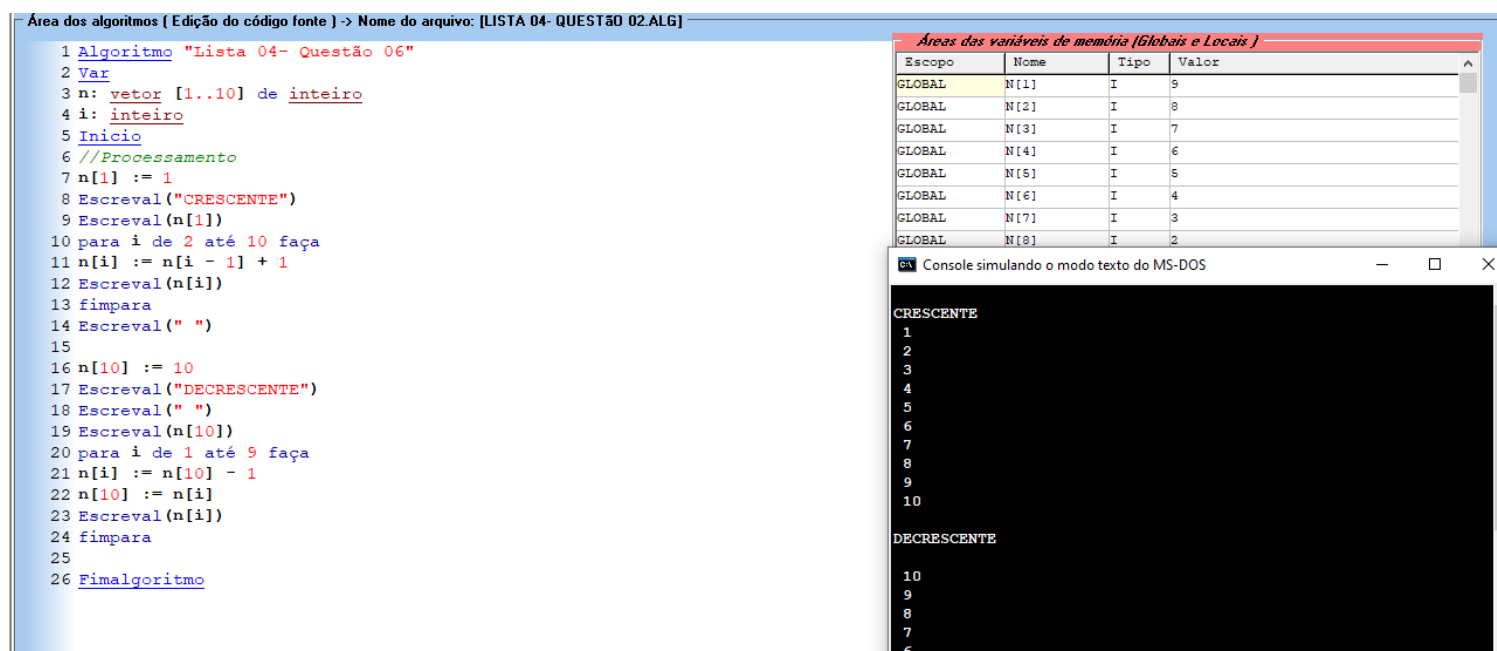 Área dos algoritmos ( Edição do código fonte ) -> Nome do arquivo: [LISTA 04- QUESTãO 02.ALG]
1 Algoritmo "Lista 04- Questão 06"
2 Var
3 n: vetor [1..10] de inteiro
4 i: inteiro
5 Inicio
6 //Processamento
7 n[1] := 1
8 Escreval("CRESCENTE")
9 Escreval(n[1])
10 para i de 2 até 10 faça
11 n[i] := n[i - 1] + 1
12 Escreval(n[i])
13 fimpara
14 Escreval(" ")
15
16 n[10] := 10
17 Escreval("DECRESCENTE")
18 Escreval(" ")
19 Escreval(n[10])
20 para i de 1 até 9 faça
21 n[i] := n[10] - 1
22 n[10] := n[i]
23 Escreval(n[i])
24 fimpara
25
26 Fimalgoritmo
Áreas das variáveis de memória (Globais e Locais )
Escopo Nome Tipo Valor
GLOBAL N[1] I 9
GLOBAL N[2] I 8
GLOBAL N[3] I 7
GLOBAL N[4] I 6
GLOBAL N[5] I 5
GLOBAL N[6] I 4
GLOBAL N[7] I 3
GLOBAL N[8] I 2
Console simulando o modo texto do MS-DOS
CRESCENTE
1
2
3
4
5
6
7
8
9
10
DECRESCENTE
10
9
8
7